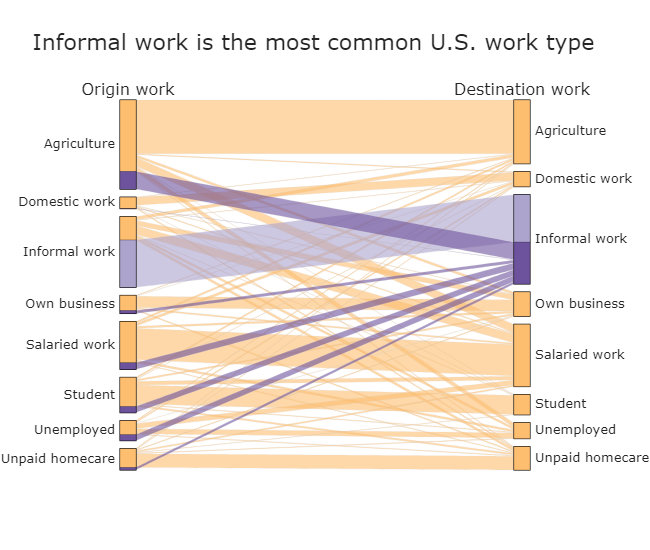 Informal work is the most common U.S. work type
Origin work
Destination work
Agriculture
Domestic work
Informal work
Own business
Salaried work
Student
Unemployed
Unpaid homecare
Agriculture
Domestic work
Informal work
Own business
Salaried work
Student
Unemployed
Unpaid homecare